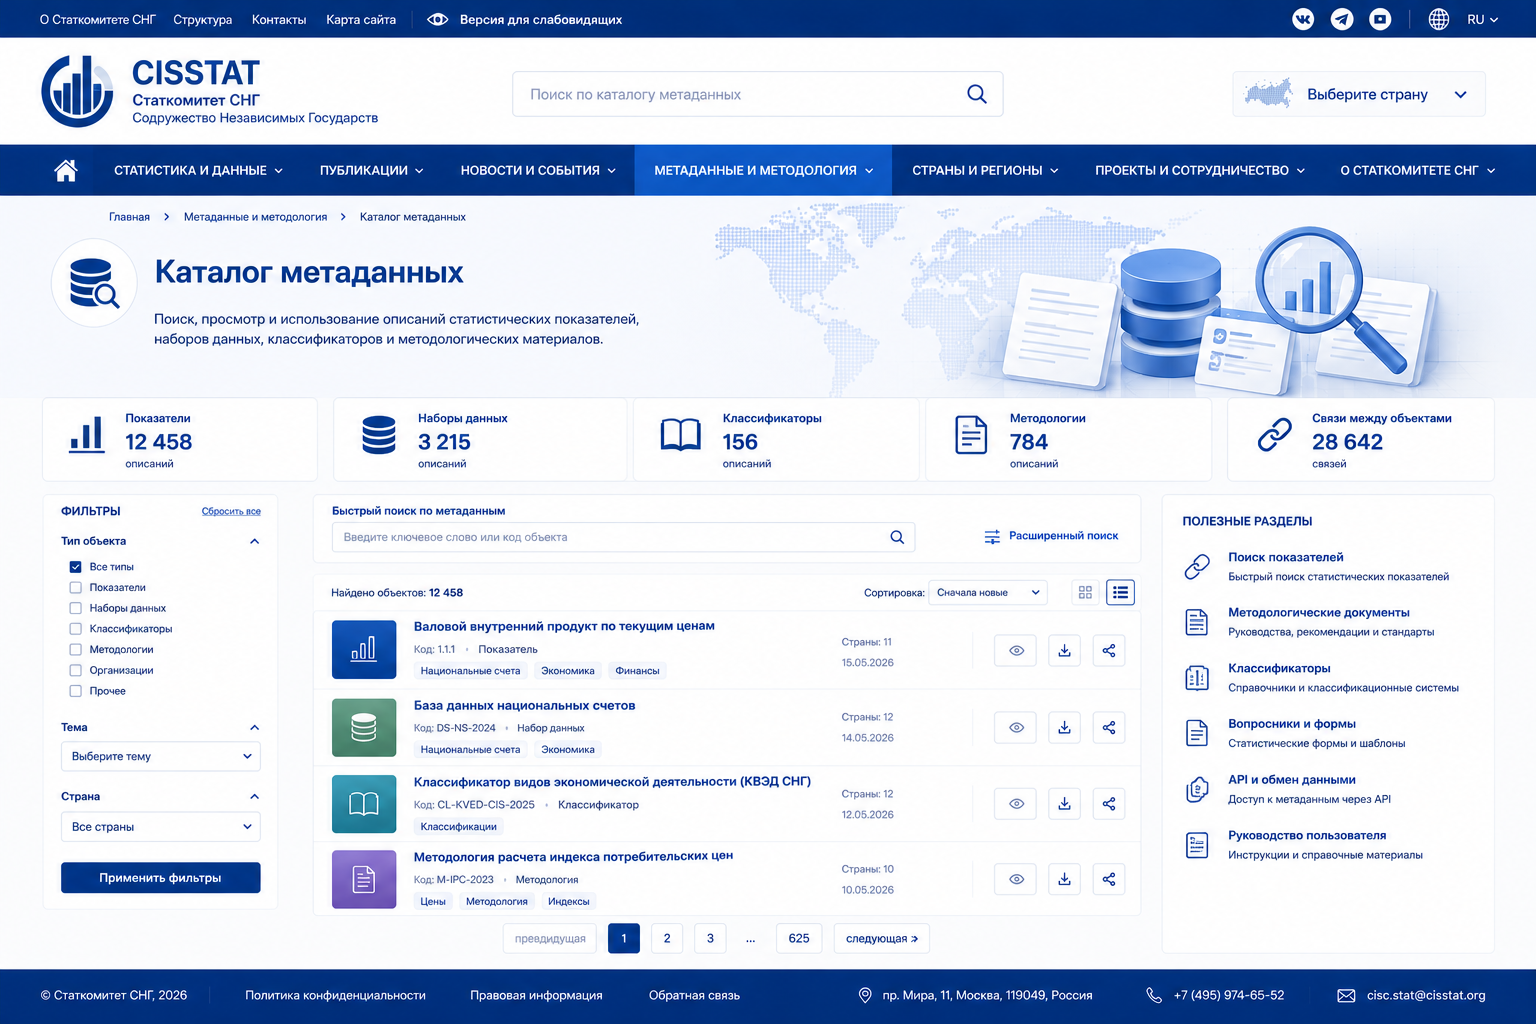 О Статкомитете СНГ Структура Контакты Карта сайта Версия для слабовидящих RU
CISSTAT
Статкомитет СНГ
Содружество Независимых Государств
Поиск по каталогу метаданных
Выберите страну
СТАТИСТИКА И ДАННЫЕ ПУБЛИКАЦИИ НОВОСТИ И СОБЫТИЯ МЕТАДАННЫЕ И МЕТОДОЛОГИЯ СТРАНЫ И РЕГИОНЫ ПРОЕКТЫ И СОТРУДНИЧЕСТВО О СТАТКОМИТЕТЕ СНГ
Главная > Метаданные и методология > Каталог метаданных
Каталог метаданных
Поиск, просмотр и использование описаний статистических показателей,
наборов данных, классификаторов и методологических материалов.
Показатели
12 458
описаний
Наборы данных
3 215
описаний
Классификаторы
156
описаний
Методологии
784
описаний
Связи между объектами
28 642
связей
ФИЛЬТРЫ Сбросить все
Тип объекта
Все типы
Показатели
Наборы данных
Классификаторы
Методологии
Организации
Прочее
Тема
Выберите тему
Страна
Все страны
Применить фильтры
Быстрый поиск по метаданным
Введите ключевое слово или код объекта
Расширенный поиск
Найдено объектов: 12 458
Сортировка: Сначала новые
Валовой внутренний продукт по текущим ценам
Код: 1.1.1 • Показатель
Национальные счета Экономика Финансы
Страны: 11
15.05.2026
База данных национальных счетов
Код: DS-NS-2024 • Набор данных
Национальные счета Экономика
Страны: 12
14.05.2026
Классификатор видов экономической деятельности (КВЭД СНГ)
Код: CL-KVED-CIS-2025 • Классификатор
Классификации
Страны: 12
12.05.2026
Методология расчета индекса потребительских цен
Код: M-IPC-2023 • Методология
Цены Методология Индексы
Страны: 10
10.05.2026
превдидущая 1 2 3 ... 625 следующая »
ПОЛЕЗНЫЕ РАЗДЕЛЫ
Поиск показателей
Быстрый поиск статистических показателей
Методологические документы
Руководства, рекомендации и стандарты
Классификаторы
Справочники и классификационные системы
Вопросники и формы
Статистические формы и шаблоны
API и обмен данными
Доступ к метаданным через API
Руководство пользователя
Инструкции и справочные материалы
© Статкомитет СНГ, 2026 Политика конфиденциальности Правовая информация Обратная связь пр. Мира, 11, Москва, 119049, Россия +7 (495) 974-65-52 cisc.stat@cisstat.org